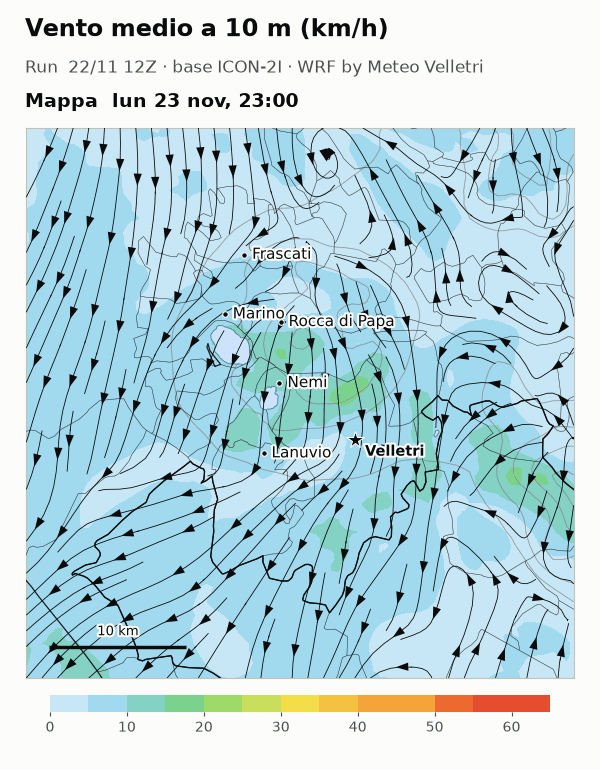 Vento medio a 10 m (km/h)
Run  22/11 12Z · base ICON-2I · WRF by Meteo Velletri
Mappa  lun 23 nov, 23:00
Frascati
Marino
Rocca di Papa
Nemi
Velletri
Lanuvio
10 km
0 10 20 30 40 50 60